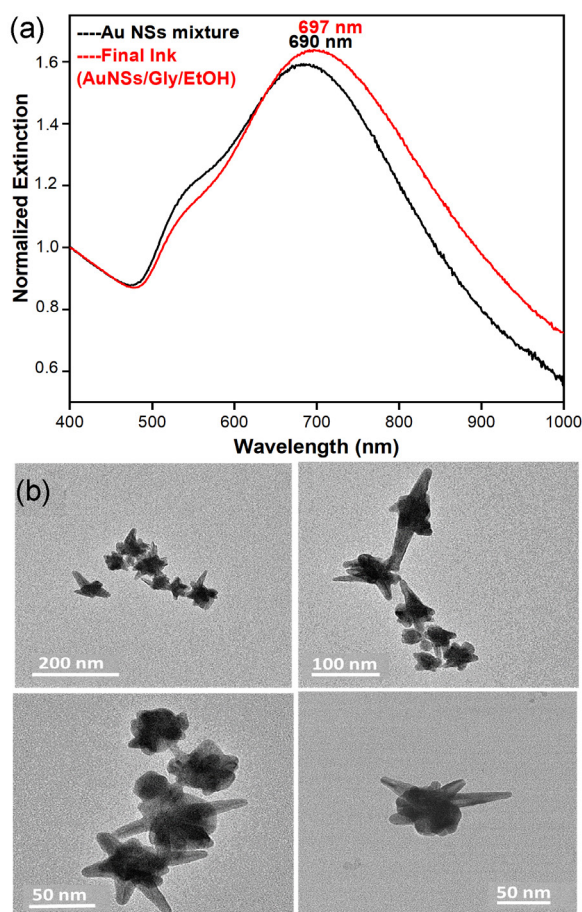 (a)
----Au NSs mixture
----Final Ink
(AuNSs/Gly/EtOH)
697 nm
690 nm
Normalized Extinction
1.6
1.4
1.2
1.0
0.8
0.6
400 500 600 700 800 900 1000
Wavelength (nm)
(b)
200 nm
100 nm
50 nm
50 nm